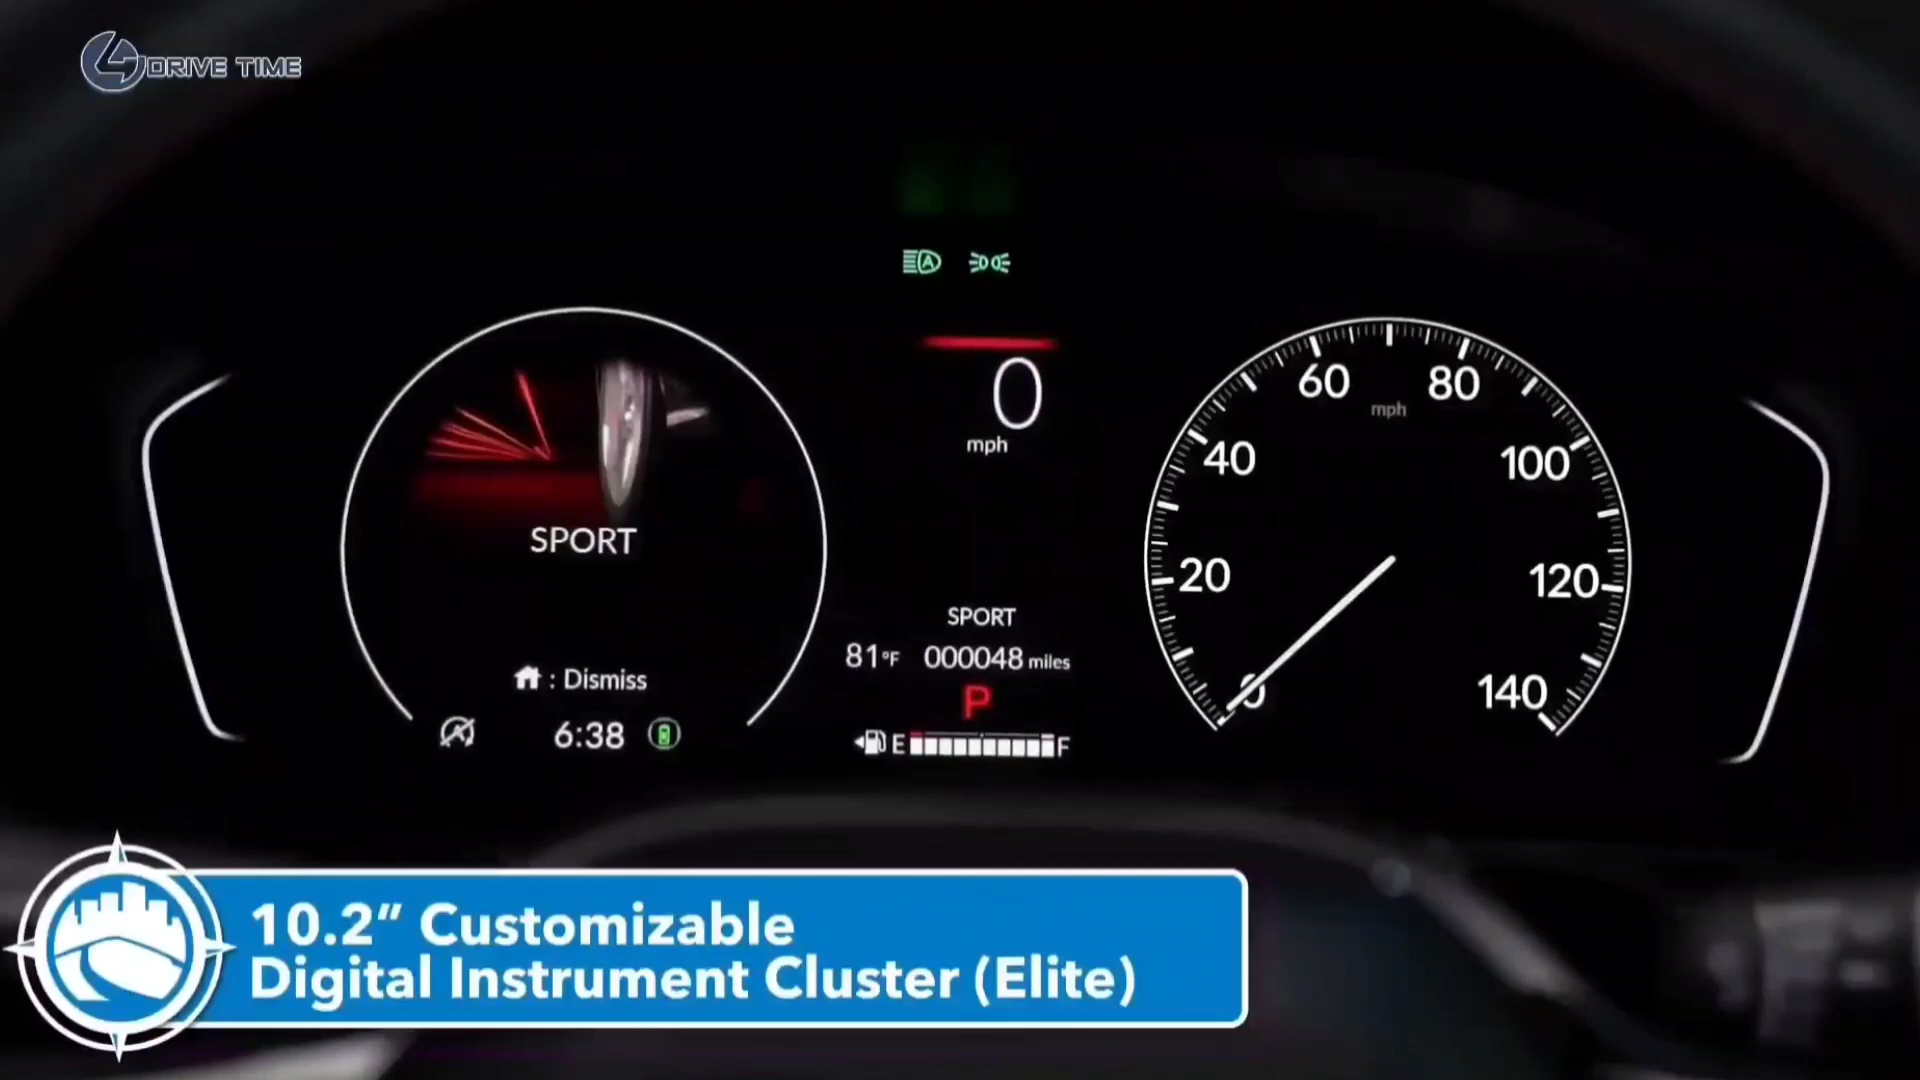 DRIVE TIME
A
0
mph
SPORT
: Dismiss
6:38
SPORT
81°F 000048 miles
P
E F
60 80
mph
40 100
20 120
0 140
10.2” Customizable
Digital Instrument Cluster (Elite)